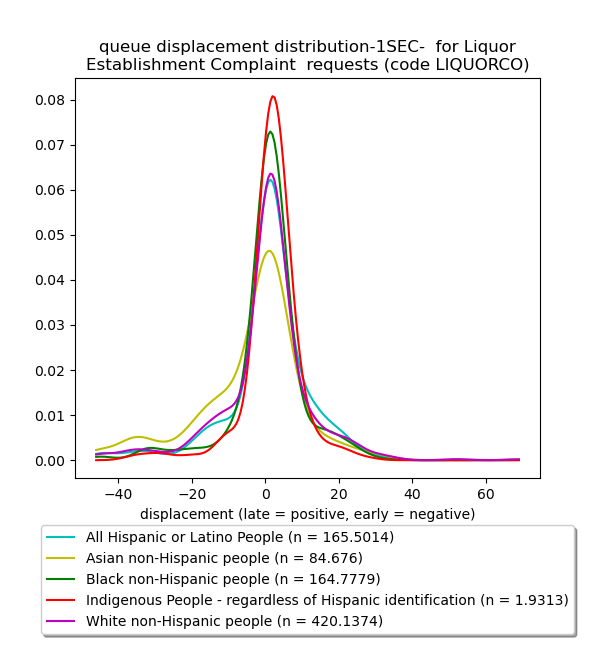 queue displacement distribution-1SEC-  for Liquor
Establishment Complaint  requests (code LIQUORCO)
0.08
0.07
0.06
0.05
0.04
0.03
0.02
0.01
0.00
−40 −20 0 20 40 60
displacement (late = positive, early = negative)
All Hispanic or Latino People (n = 165.5014)
Asian non-Hispanic people (n = 84.676)
Black non-Hispanic people (n = 164.7779)
Indigenous People - regardless of Hispanic identification (n = 1.9313)
White non-Hispanic people (n = 420.1374)